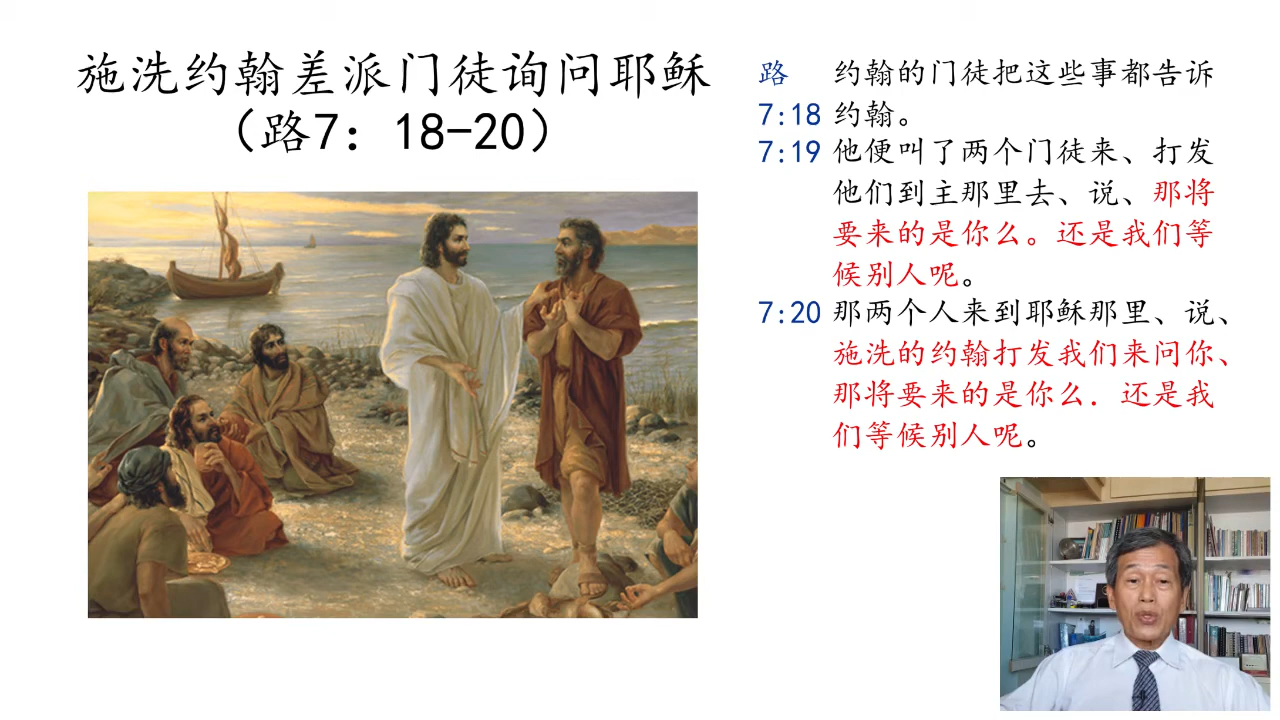 施洗约翰差派门徒询问耶稣
（路7：18-20）
路 约翰的门徒把这些事都告诉
7:18 约翰。
7:19 他便叫了两个门徒来、打发
他们到主那里去、说、那将
要来的是你么。还是我们等
候别人呢。
7:20 那两个人来到耶稣那里、说、
施洗的约翰打发我们来问你、
那将要来的是你么．还是我
们等候别人呢。